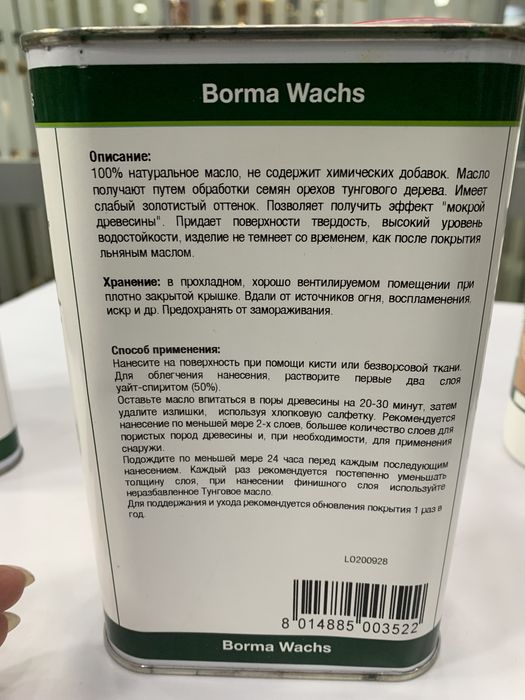 Borma Wachs
Описание:
100% натуральное масло, не содержит химических добавок. Масло
получают путем обработки семян орехов тунгового дерева. Имеет
слабый золотистый оттенок. Позволяет получить эффект "мокрой
древесины". Придает поверхности твердость, высокий уровень
водостойкости, изделие не темнеет со временем, как после покрытия
льняным маслом.
Хранение: в прохладном, хорошо вентилируемом помещении при
плотно закрытой крышке. Вдали от источников огня, воспламенения,
искр и др. Предохранять от замораживания.
Способ применения:
Нанесите на поверхность при помощи кисти или безворсовой ткани.
Для облегчения нанесения, растворите первые два слоя
уайт-спиритом (50%).
Оставьте масло впитаться в поры древесины на 20-30 минут, затем
удалите излишки, используя хлопковую салфетку. Рекомендуется
нанесение по меньшей мере 2-х слоев, большее количество слоев для
пористых пород древесины и, при необходимости, для применения
снаружи.
Подождите по меньшей мере 24 часа перед каждым последующим
нанесением. Каждый раз рекомендуется постепенно уменьшать
толщину слоя, при нанесении финишного слоя используйте
неразбавленное Тунговое масло.
Для поддержания и ухода рекомендуется обновления покрытия 1 раз в
год.
LO200928
8 014885 003522
Borma Wachs